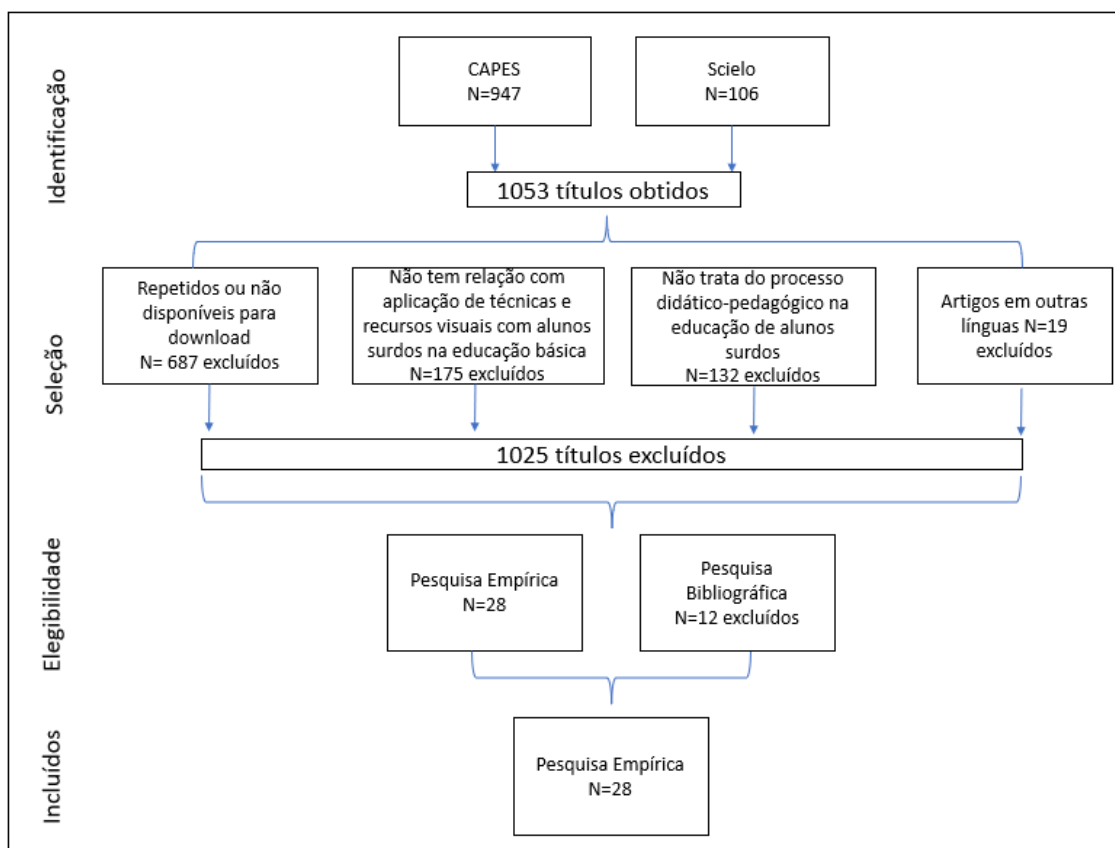 Identificação
CAPES
N=947
Scielo
N=106
1053 títulos obtidos
Seleção
Repetidos ou não
disponíveis para
download
N= 687 excluídos
Não tem relação com
aplicação de técnicas e
recursos visuais com alunos
surdos na educação básica
N=175 excluídos
Não trata do processo
didático-pedagógico na
educação de alunos
surdos
N=132 excluídos
Artigos em outras
línguas N=19
excluídos
1025 títulos excluídos
Elegibilidade
Pesquisa Empírica
N=28
Pesquisa
Bibliográfica
N=12 excluídos
Incluídos
Pesquisa Empírica
N=28